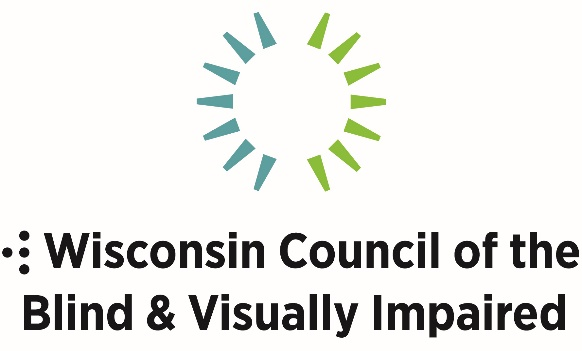 ⠺ Wisconsin Council of the
Blind & Visually Impaired